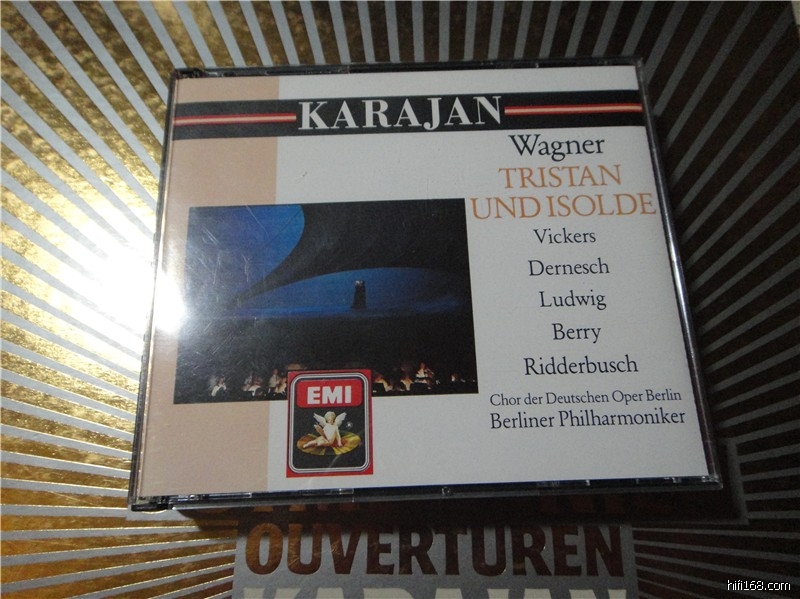 KARAJAN
Wagner
TRISTAN
UND ISOLDE
Vickers
Dernesch
Ludwig
Berry
Ridderbusch
Chor der Deutschen Oper Berlin
Berliner Philharmoniker
EMI
OUVERTUREN
KARAJAN
hifi168.com